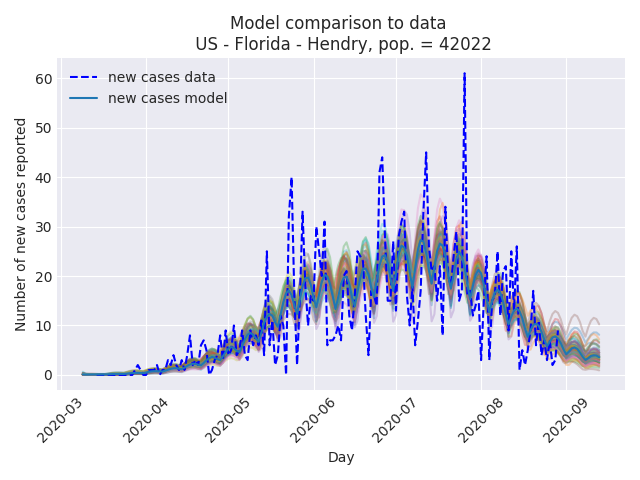 Model comparison to data
US - Florida - Hendry, pop. = 42022
new cases data
new cases model
Number of new cases reported
60
50
40
30
20
10
0
2020-03
2020-04
2020-05
2020-06
2020-07
2020-08
2020-09
Day